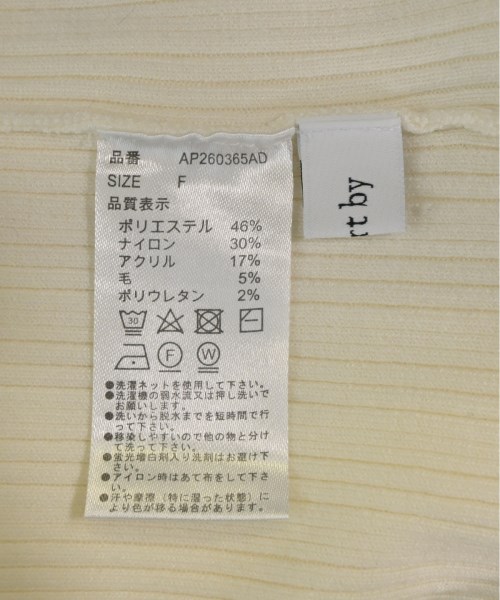 品番 AP260365AD
SIZE F
品質表示
ポリエステル 46%
ナイロン 30%
アクリル 17%
毛 5%
ポリウレタン 2%
30
F W
●洗濯ネットを使用して下さい。
●洗濯機の弱水流又は押し洗いで
お願いします。
●洗いから脱水までを短時間で行
って下さい。
●移染しやすいので他の物と分け
て洗って下さい。
●蛍光増白剤入り洗剤はお避け下
さい。
●アイロン時はあて布をして下さ
い。
●汗や摩擦（特に湿った状態）に
より色が移る場合があります。
rt by